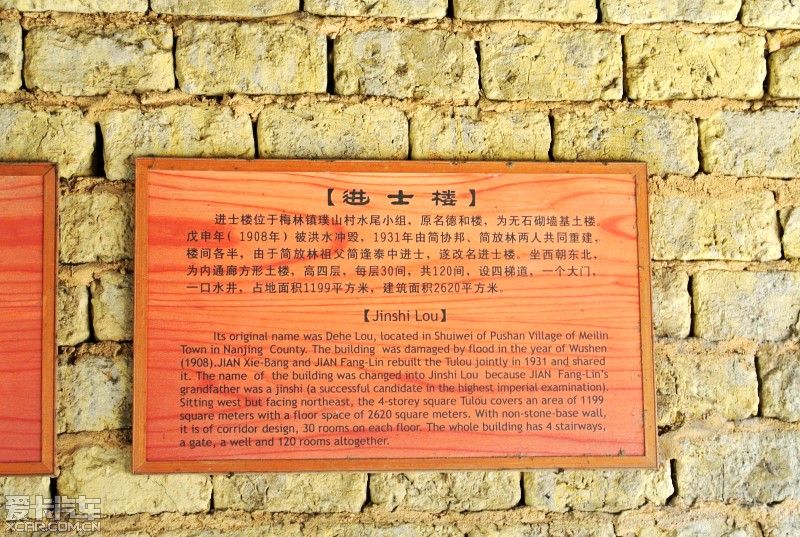 【进士楼】
进士楼位于梅林镇璞山村水尾小组，原名德和楼，为无石砌墙基土楼。
戊申年（1908年）被洪水冲毁，1931年由简协邦、简放林两人共同重建，
楼间各半，由于简放林祖父简逢泰中进士，遂改名进士楼。坐西朝东北，
为内通廊方形土楼，高四层，每层30间，共120间，设四梯道，一个大门，
一口水井，占地面积1199平方米，建筑面积2620平方米。
【Jinshi Lou】
Its original name was Dehe Lou, located in Shuiwei of Pushan Village of Meilin
Town in Nanjing County. The building was damaged by flood in the year of Wushen
(1908).JIAN Xie-Bang and JIAN Fang-Lin rebuilt the Tulou jointly in 1931 and shared
it. The name of the building was changed into Jinshi Lou because JIAN Fang-Lin's
grandfather was a jinshi (a successful candidate in the highest imperial examination).
Sitting west but facing northeast, the 4-storey square Tulou covers an area of 1199
square meters with a floor space of 2620 square meters. With non-stone-base wall,
it is of corridor design, 30 rooms on each floor. The whole building has 4 stairways,
a gate, a well and 120 rooms altogether.
爱卡汽车
XCAR.COM.CN